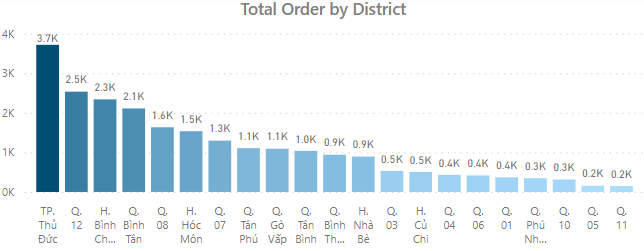 Total Order by District
4K
3K
2K
1K
0K
3.7K
2.5K
2.3K
2.1K
1.6K
1.5K
1.3K
1.1K
1.1K
1.0K
0.9K
0.9K
0.5K
0.5K
0.4K
0.4K
0.4K
0.3K
0.3K
0.2K
0.2K
TP. Q. H. Q. Q. H. Q. Q. Q. Q. Q. H. Q. H. Q. Q. Q. Q. Q. Q. Q.
Thủ 12 Bình Bình 08 Hóc 07 Tân Gò Tân Bình Nhà 03 Củ 04 06 01 Phú 10 05 11
Đức Ch... Tân Môn Phú Vấp Bình Th... Bè Chi Nh...